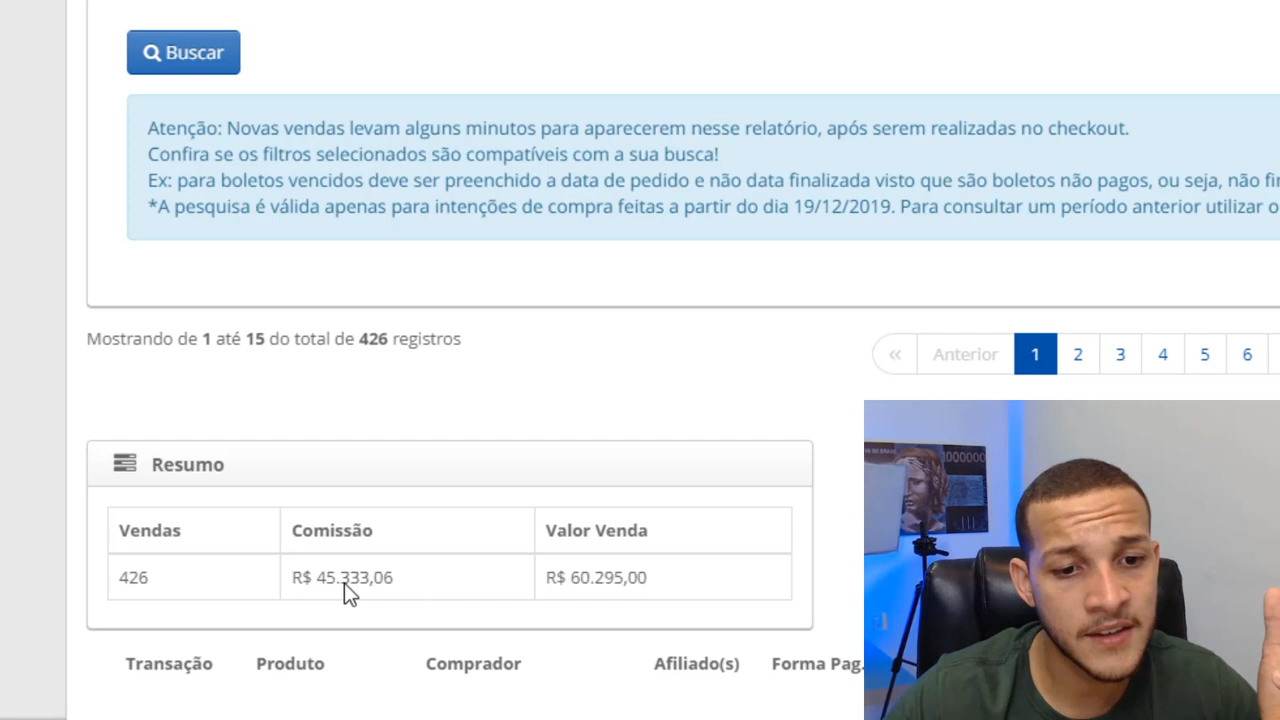 Buscar
Atenção: Novas vendas levam alguns minutos para aparecerem nesse relatório, após serem realizadas no checkout.
Confira se os filtros selecionados são compatíveis com a sua busca!
Ex: para boletos vencidos deve ser preenchido a data de pedido e não data finalizada visto que são boletos não pagos, ou seja, não
*A pesquisa é válida apenas para intenções de compra feitas a partir do dia 19/12/2019. Para consultar um período anterior utilizar o
Mostrando de 1 até 15 do total de 426 registros
« Anterior 1 2 3 4 5 6
Resumo
Vendas Comissão Valor Venda
426 R$ 45.333,06 R$ 60.295,00
Transação Produto Comprador Afiliado(s) Forma Pag.
1000000